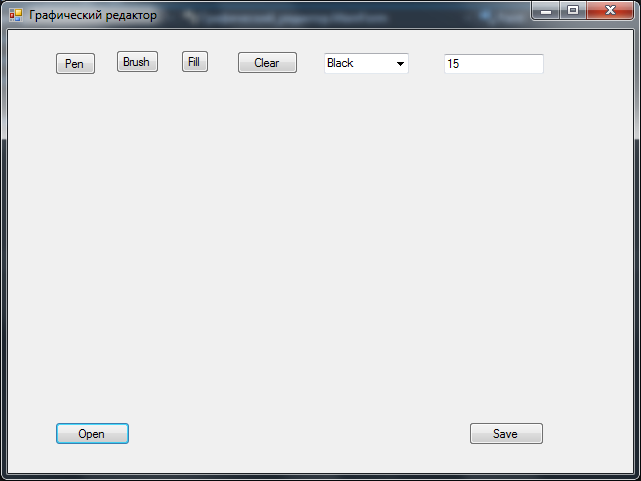 Графический редактор
Pen Brush Fill Clear Black 15
Open Save